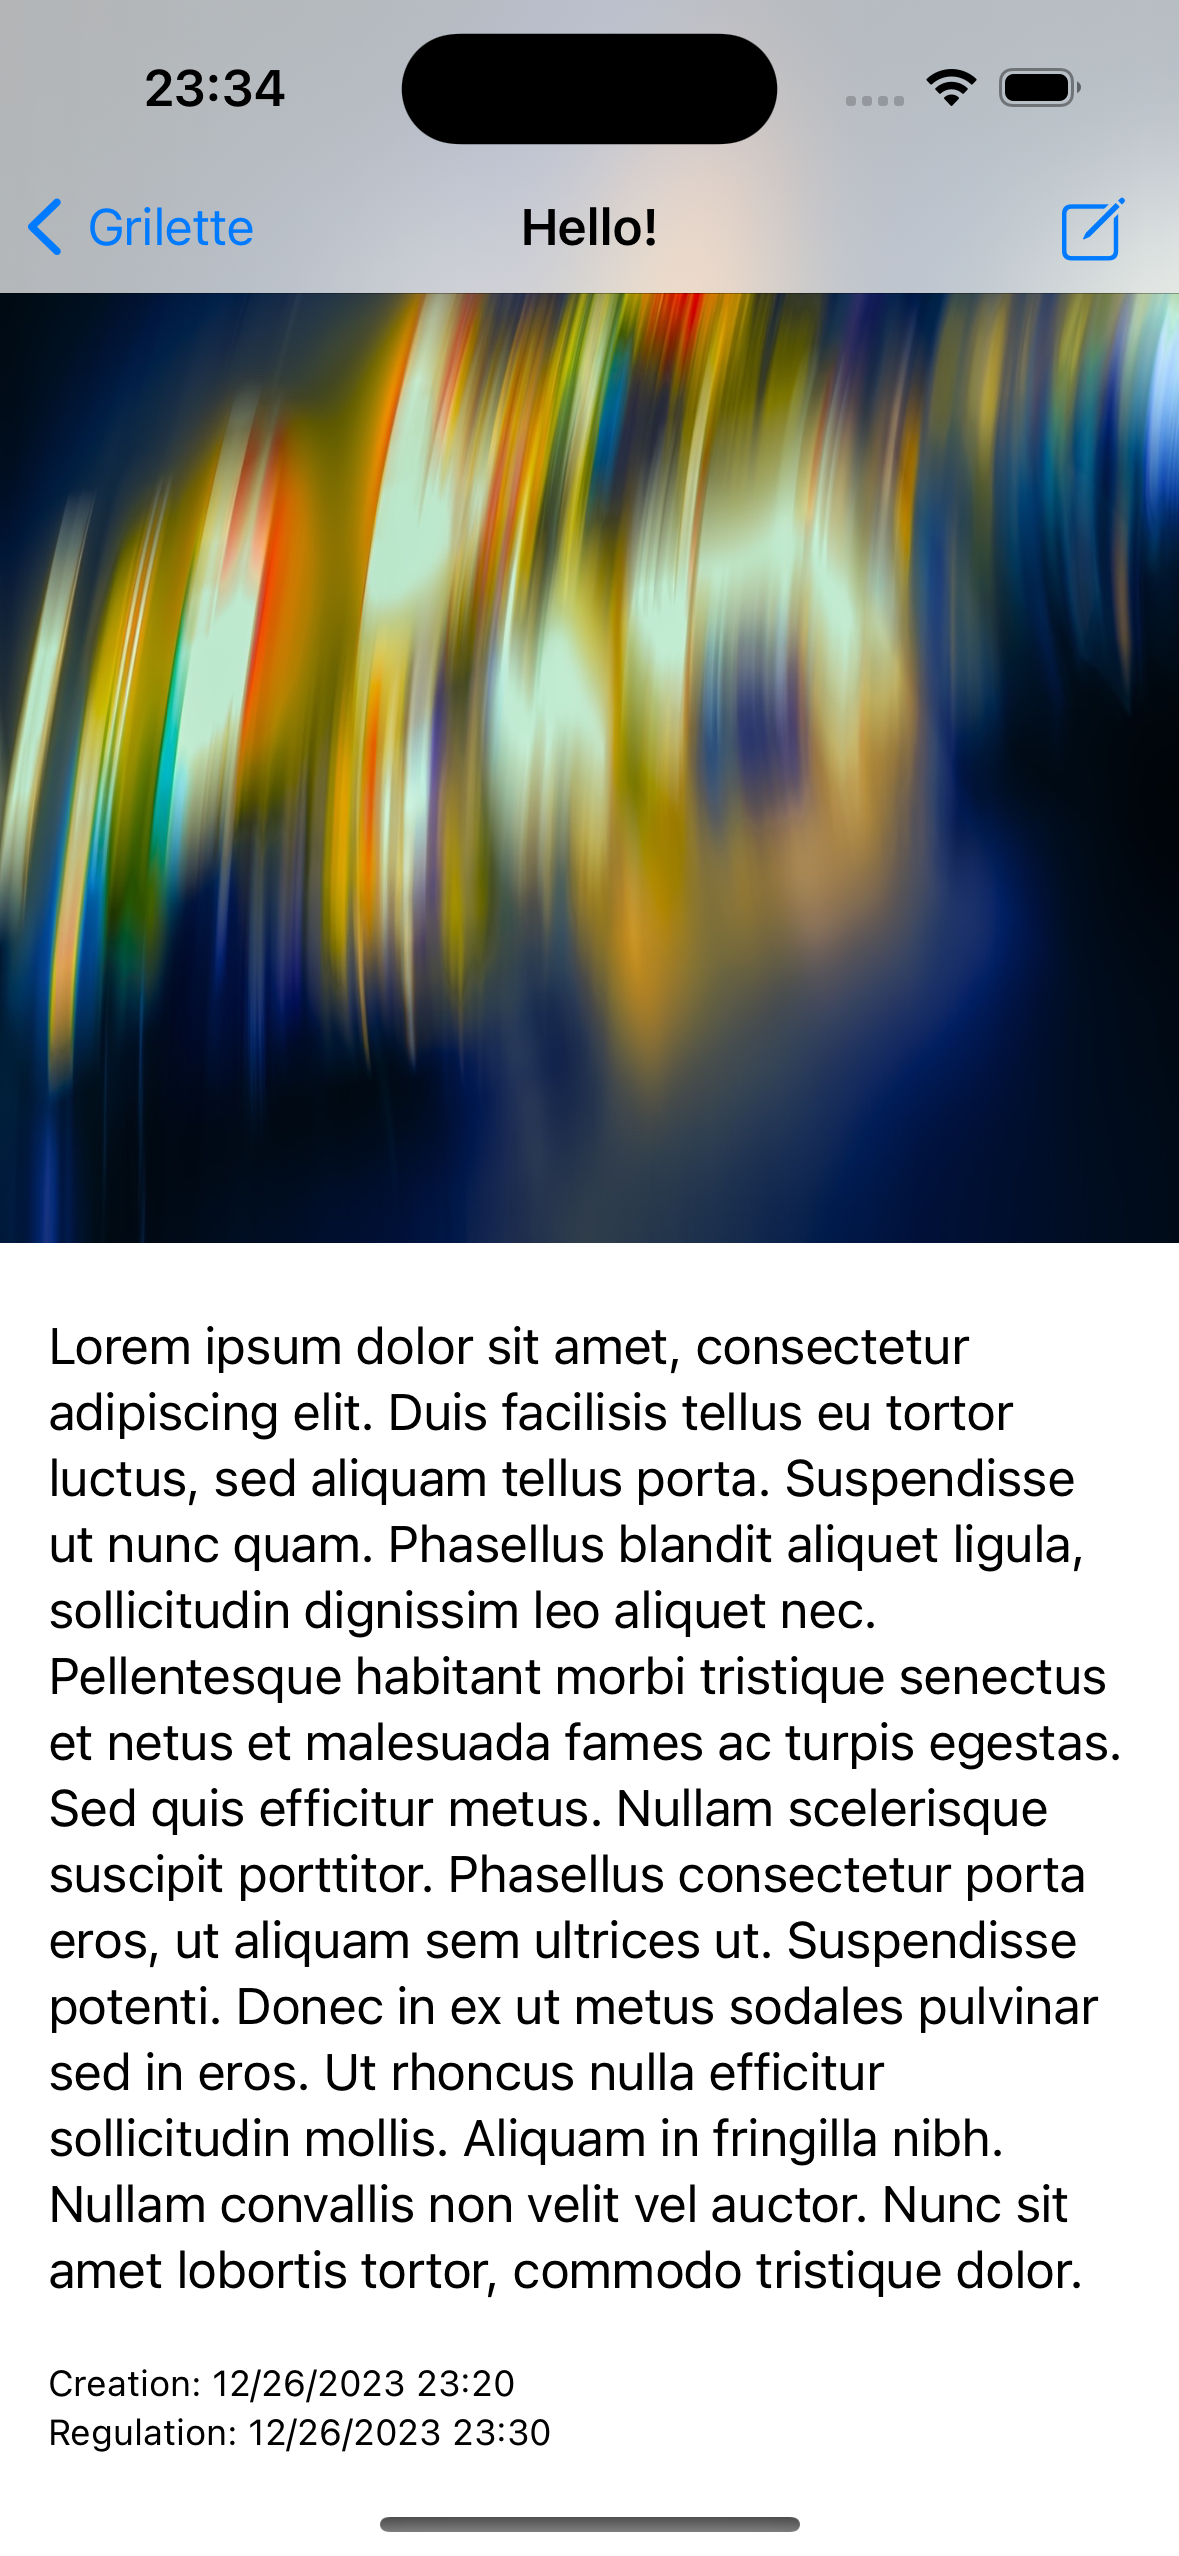 23:34
Grilette
Hello!
Lorem ipsum dolor sit amet, consectetur
adipiscing elit. Duis facilisis tellus eu tortor
luctus, sed aliquam tellus porta. Suspendisse
ut nunc quam. Phasellus blandit aliquet ligula,
sollicitudin dignissim leo aliquet nec.
Pellentesque habitant morbi tristique senectus
et netus et malesuada fames ac turpis egestas.
Sed quis efficitur metus. Nullam scelerisque
suscipit porttitor. Phasellus consectetur porta
eros, ut aliquam sem ultrices ut. Suspendisse
potenti. Donec in ex ut metus sodales pulvinar
sed in eros. Ut rhoncus nulla efficitur
sollicitudin mollis. Aliquam in fringilla nibh.
Nullam convallis non velit vel auctor. Nunc sit
amet lobortis tortor, commodo tristique dolor.
Creation: 12/26/2023 23:20
Regulation: 12/26/2023 23:30